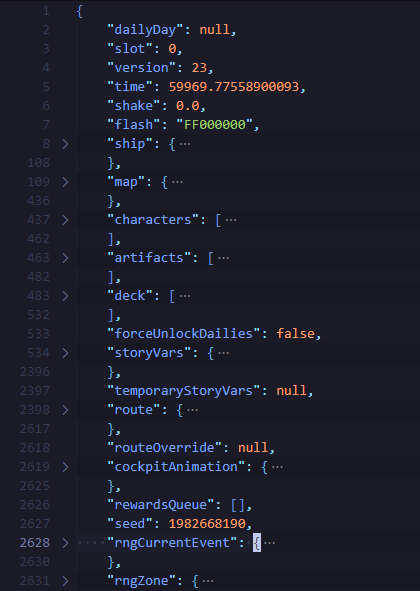 1 {
2 "dailyDay": null,
3 "slot": 0,
4 "version": 23,
5 "time": 59969.77558900093,
6 "shake": 0.0,
7 "flash": "FF000000",
8 > "ship": { ···
108 },
109 > "map": { ···
436 },
437 > "characters": [ ···
462 ],
463 > "artifacts": [ ···
482 ],
483 > "deck": [ ···
532 ],
533 "forceUnlockDailies": false,
534 > "storyVars": { ···
2396 },
2397 "temporaryStoryVars": null,
2398 > "route": { ···
2617 },
2618 "routeOverride": null,
2619 > "cockpitAnimation": { ···
2625 },
2626 "rewardsQueue": [],
2627 "seed": 1982668190,
2628 > "rngCurrentEvent": { ···
2630 },
2631 > "rngZone": { ···